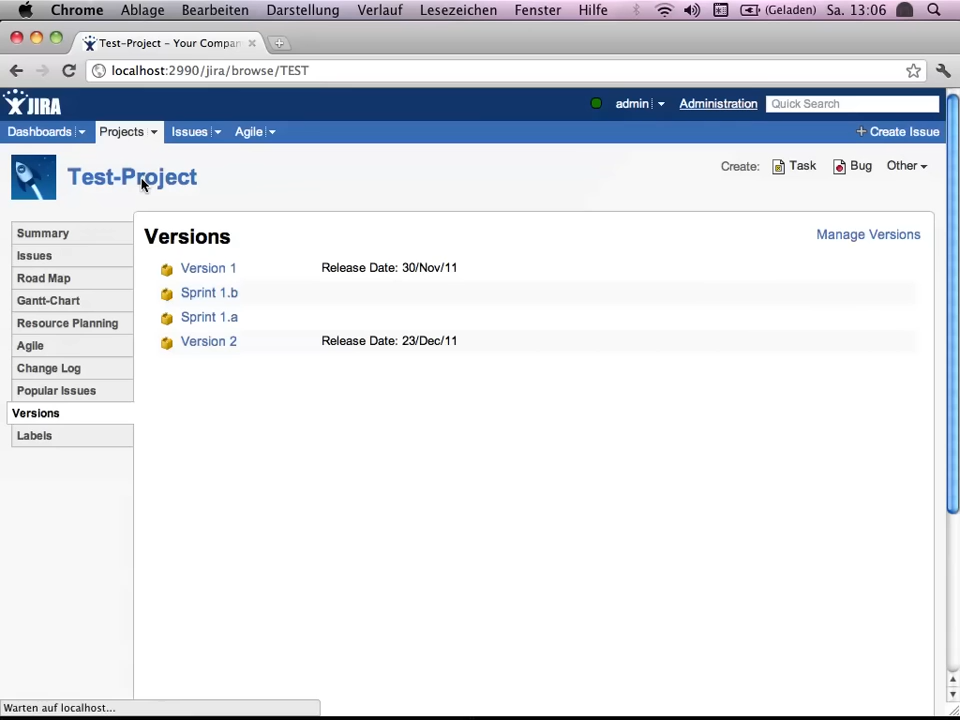 Chrome Ablage Bearbeiten Darstellung Verlauf Lesezeichen Fenster Hilfe (Geladen) Sa. 13:06
Test-Project - Your Compan
localhost:2990/jira/browse/TEST
JIRA admin Administration Quick Search
Dashboards Projects Issues Agile + Create Issue
Test-Project Create: Task Bug Other
Summary
Issues
Road Map
Gantt-Chart
Resource Planning
Agile
Change Log
Popular Issues
Versions
Labels
Versions Manage Versions
Version 1 Release Date: 30/Nov/11
Sprint 1.b
Sprint 1.a
Version 2 Release Date: 23/Dec/11
Warten auf localhost...